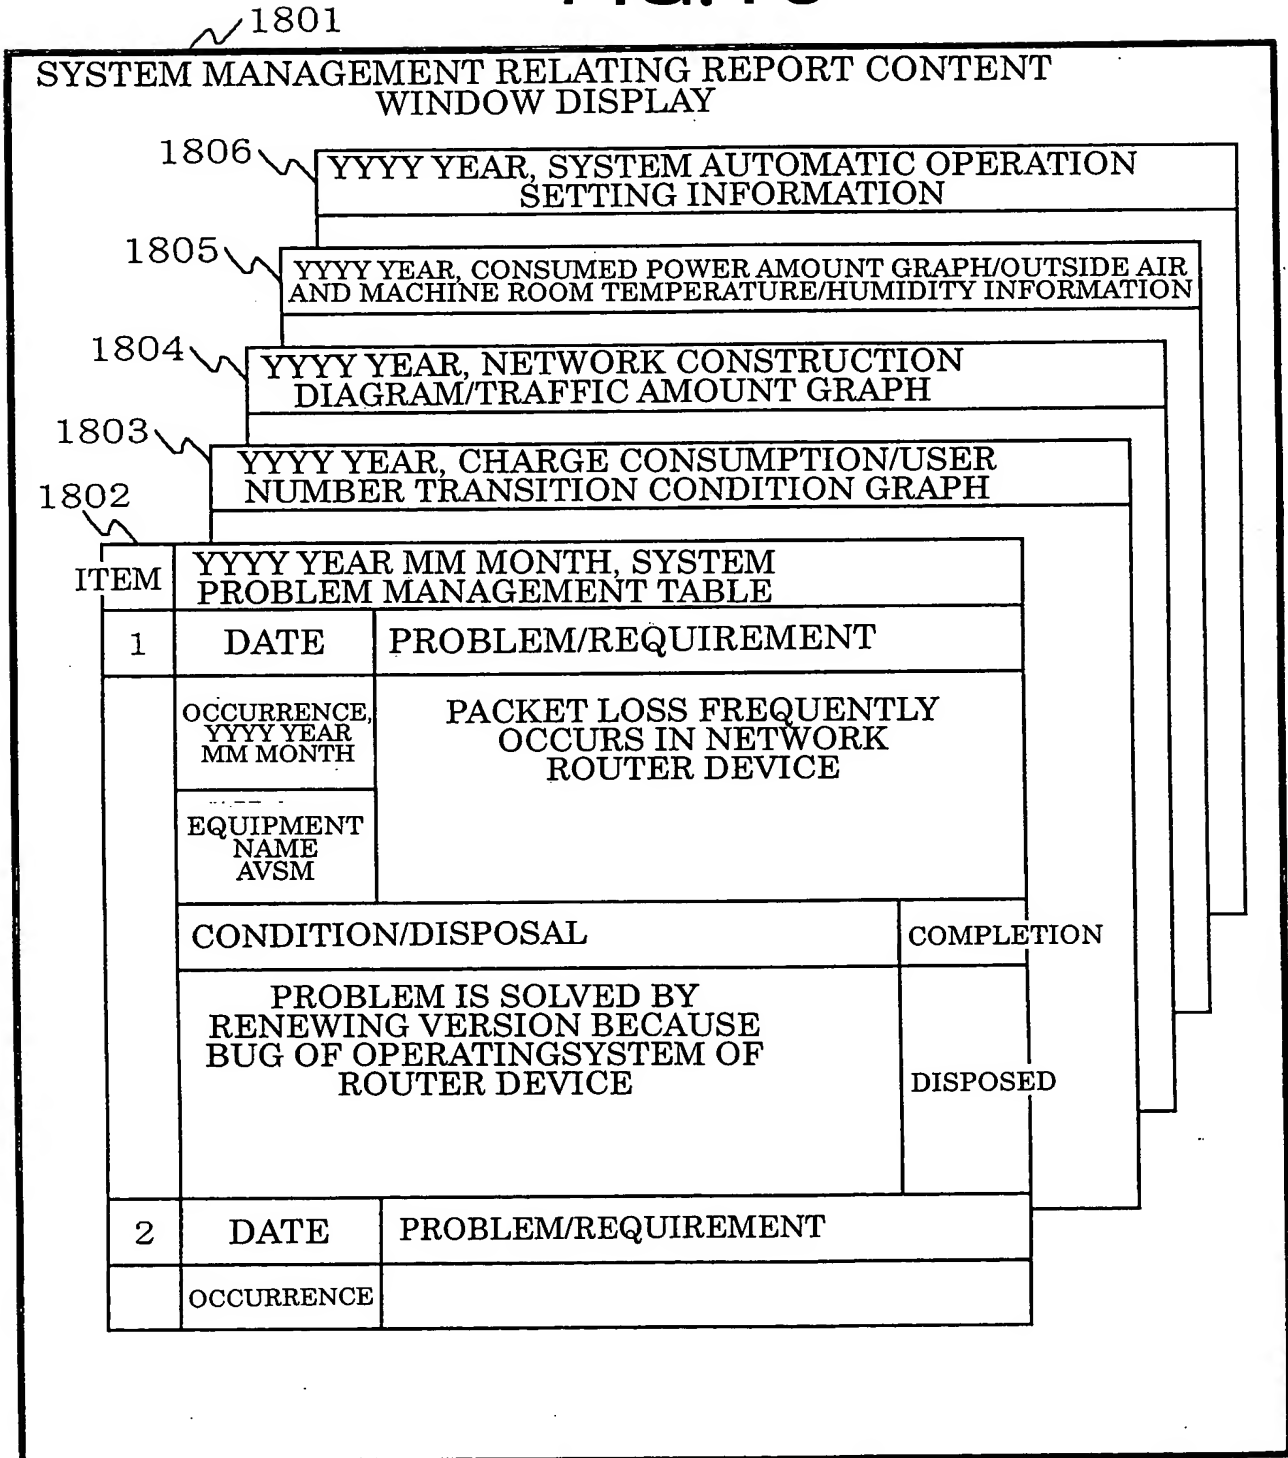 1801
SYSTEM MANAGEMENT RELATING REPORT CONTENT
WINDOW DISPLAY
1806
YYYY YEAR, SYSTEM AUTOMATIC OPERATION
SETTING INFORMATION
1805
YYYY YEAR, CONSUMED POWER AMOUNT GRAPH/OUTSIDE AIR
AND MACHINE ROOM TEMPERATURE/HUMIDITY INFORMATION
1804
YYYY YEAR, NETWORK CONSTRUCTION
DIAGRAM/TRAFFIC AMOUNT GRAPH
1803
YYYY YEAR, CHARGE CONSUMPTION/USER
NUMBER TRANSITION CONDITION GRAPH
1802
ITEM
YYYY YEAR MM MONTH, SYSTEM
PROBLEM MANAGEMENT TABLE
1
DATE
PROBLEM/REQUIREMENT
OCCURRENCE,
YYYY YEAR
MM MONTH
PACKET LOSS FREQUENTLY
OCCURS IN NETWORK
ROUTER DEVICE
EQUIPMENT
NAME
AVSM
CONDITION/DISPOSAL
COMPLETION
PROBLEM IS SOLVED BY
RENEWING VERSION BECAUSE
BUG OF OPERATINGSYSTEM OF
ROUTER DEVICE
DISPOSED
2
DATE
PROBLEM/REQUIREMENT
OCCURRENCE